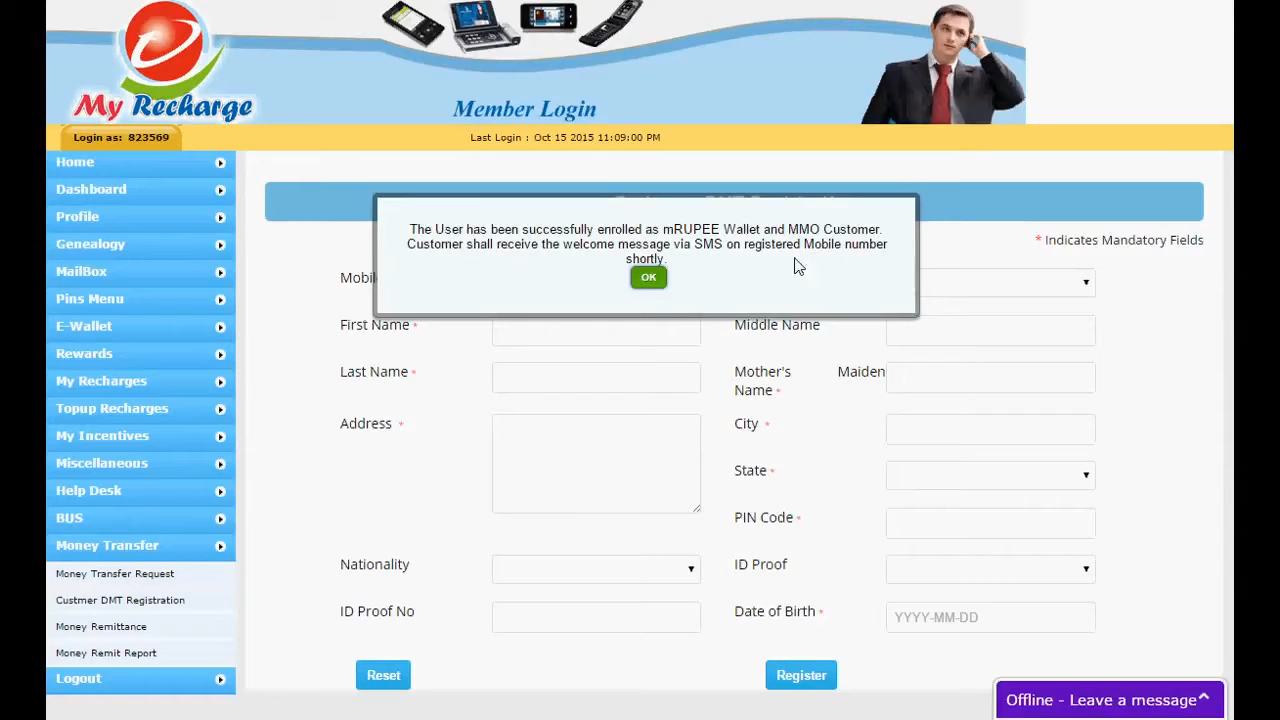 My Recharge
Member Login
Login as: 823569
Last Login : Oct 15 2015 11:09:00 PM
Home
Dashboard
Profile
Genealogy
MailBox
Pins Menu
E-Wallet
Rewards
My Recharges
Topup Recharges
My Incentives
Miscellaneous
Help Desk
BUS
Money Transfer
Money Transfer Request
Custmer DMT Registration
Money Remittance
Money Remit Report
Logout
The User has been successfully enrolled as mRUPEE Wallet and MMO Customer.
Customer shall receive the welcome message via SMS on registered Mobile number
shortly.
OK
* Indicates Mandatory Fields
First Name *
Middle Name
Last Name *
Mother's Maiden
Name *
Address *
City *
State *
PIN Code *
Nationality
ID Proof
ID Proof No
Date of Birth *
YYYY-MM-DD
Reset
Register
Offline - Leave a message